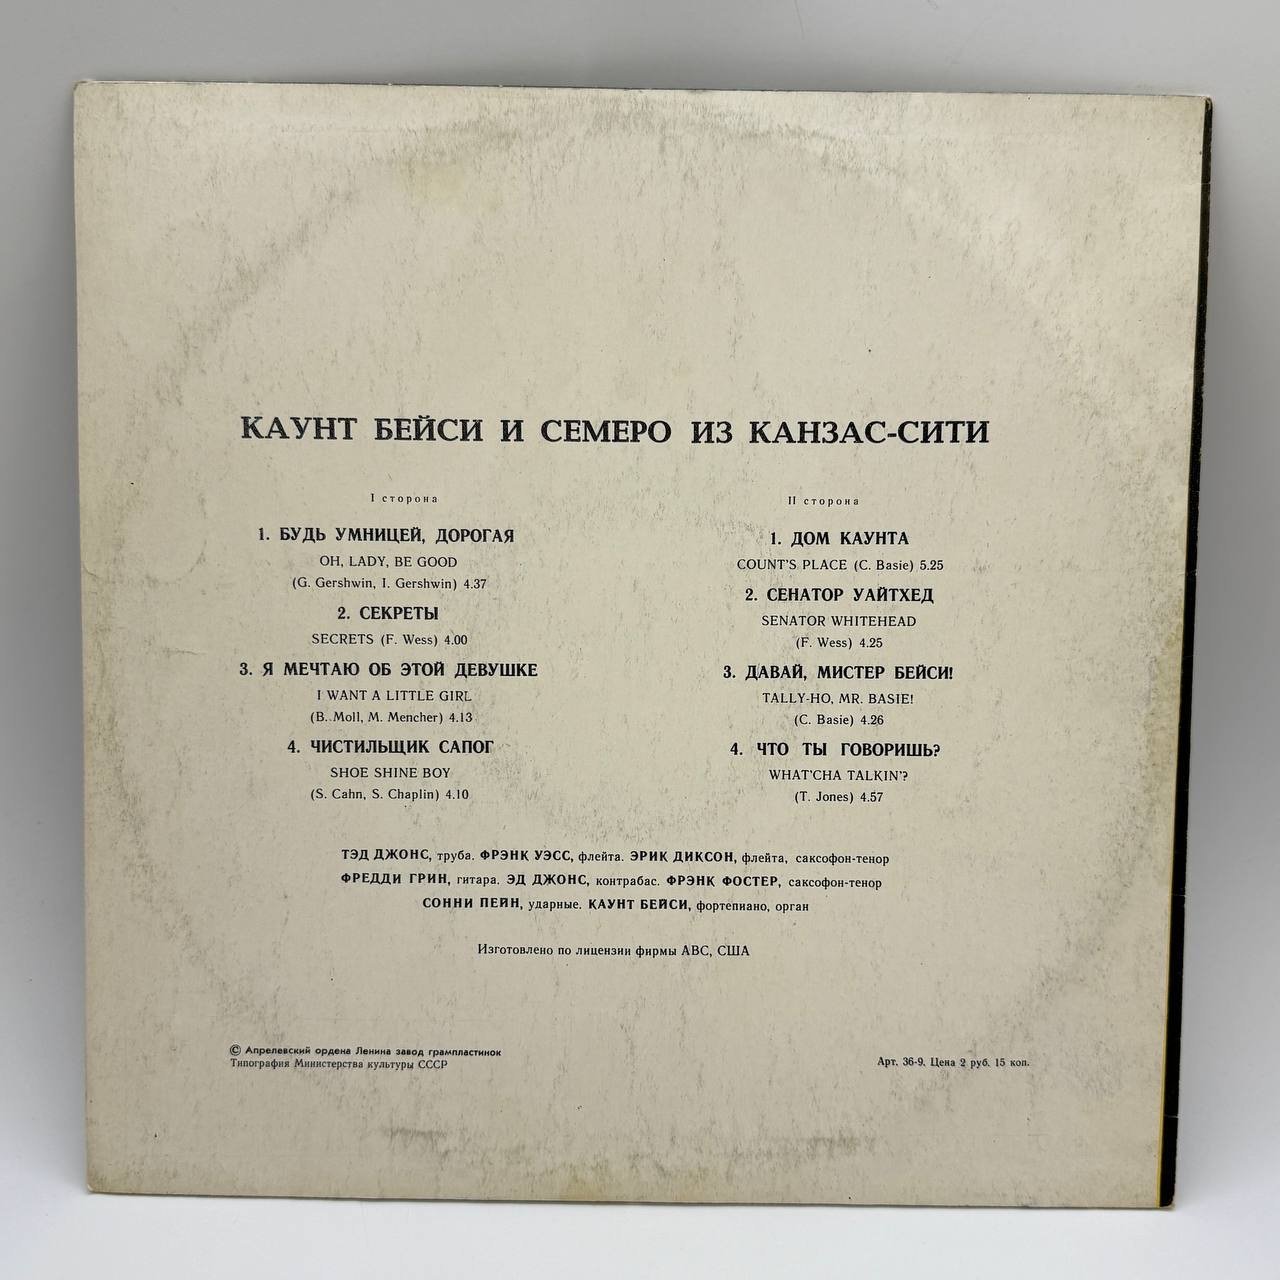 КАУНТ БЕЙСИ И СЕМЕРО ИЗ КАНЗАС-СИТИ
I сторона
1. БУДЬ УМНИЦЕЙ, ДОРОГАЯ
OH, LADY, BE GOOD
(G. Gershwin, I. Gershwin) 4.37
2. СЕКРЕТЫ
SECRETS (F. Wess) 4.00
3. Я МЕЧТАЮ ОБ ЭТОЙ ДЕВУШКЕ
I WANT A LITTLE GIRL
(B. Moll, M. Mencher) 4.13
4. ЧИСТИЛЬЩИК САПОГ
SHOE SHINE BOY
(S. Cahn, S. Chaplin) 4.10
II сторона
1. ДОМ КАУНТА
COUNT'S PLACE (C. Basie) 5.25
2. СЕНАТОР УАЙТХЕД
SENATOR WHITEHEAD
(F. Wess) 4.25
3. ДАВАЙ, МИСТЕР БЕЙСИ!
TALLY-HO, MR. BASIE!
(C. Basie) 4.26
4. ЧТО ТЫ ГОВОРИШЬ?
WHAT'CHA TALKIN'?
(T. Jones) 4.57
ТЭД ДЖОНС, труба. ФРЭНК УЭСС, флейта. ЭРИК ДИКСОН, флейта, саксофон-тенор
ФРЕДДИ ГРИН, гитара. ЭД ДЖОНС, контрабас. ФРЭНК ФОСТЕР, саксофон-тенор
СОННИ ПЕЙН, ударные. КАУНТ БЕЙСИ, фортепиано, орган
Изготовлено по лицензии фирмы ABC, США
© Апрелевский ордена Ленина завод грампластинок
Типография Министерства культуры СССР
Арт. 36-9. Цена 2 руб. 15 коп.